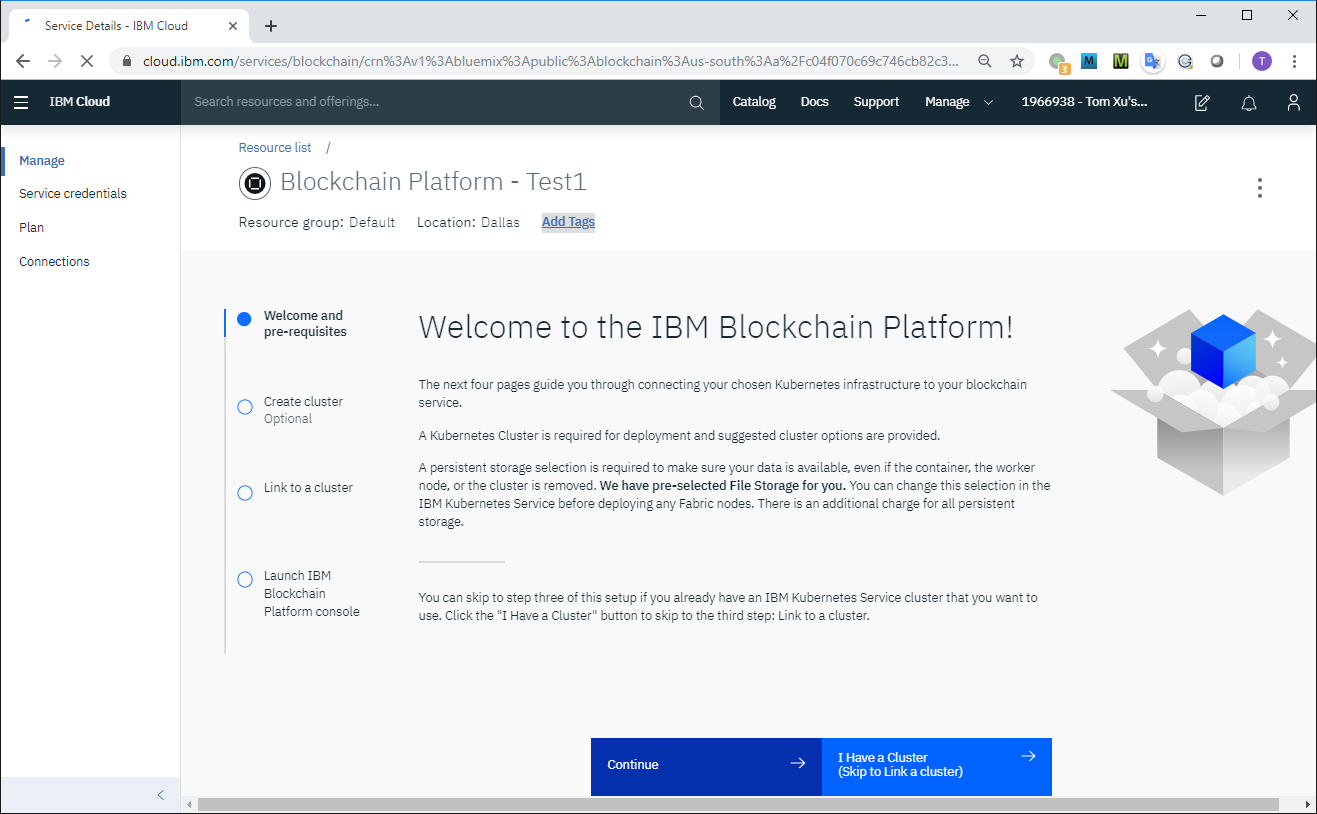 Service Details - IBM Cloud
cloud.ibm.com/services/blockchain/crn%3Av1%3Abluemix%3Apublic%3Ablockchain%3Aus-south%3Aa%2Fc04f070c69c746cb82c3...
3
M
M
G
T
IBM Cloud
Search resources and offerings...
Catalog
Docs
Support
Manage
1966938 - Tom Xu's...
Manage
Service credentials
Plan
Connections
Resource list /
Blockchain Platform - Test1
Resource group: Default Location: Dallas Add Tags
Welcome and
pre-requisites
Create cluster
Optional
Link to a cluster
Launch IBM
Blockchain
Platform console
Welcome to the IBM Blockchain Platform!
The next four pages guide you through connecting your chosen Kubernetes infrastructure to your blockchain
service.
A Kubernetes Cluster is required for deployment and suggested cluster options are provided.
A persistent storage selection is required to make sure your data is available, even if the container, the worker
node, or the cluster is removed. We have pre-selected File Storage for you. You can change this selection in the
IBM Kubernetes Service before deploying any Fabric nodes. There is an additional charge for all persistent
storage.
You can skip to step three of this setup if you already have an IBM Kubernetes Service cluster that you want to
use. Click the "I Have a Cluster" button to skip to the third step: Link to a cluster.
Continue
I Have a Cluster
(Skip to Link a cluster)